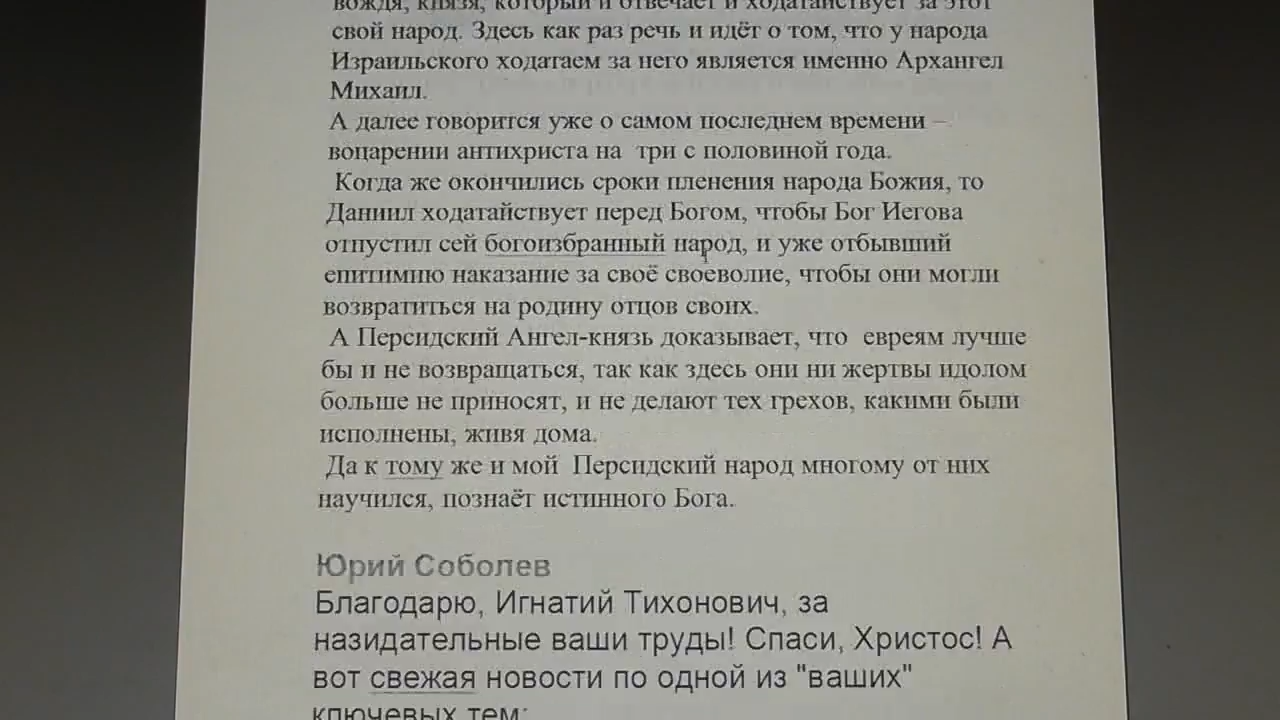 вождя, князя, который и отвечает и ходатайствует за этот
свой народ. Здесь как раз речь и идёт о том, что у народа
Израильского ходатаем за него является именно Архангел
Михаил.
А далее говорится уже о самом последнем времени –
воцарении антихриста на три с половиной года.
Когда же окончились сроки пленения народа Божия, то
Даниил ходатайствует перед Богом, чтобы Бог Иегова
отпустил сей богоизбранный народ, и уже отбывший
епитимию наказание за своё своеволие, чтобы они могли
возвратиться на родину отцов своих.
А Персидский Ангел-князь доказывает, что евреям лучше
бы и не возвращаться, так как здесь они ни жертвы идолом
больше не приносят, и не делают тех грехов, какими были
исполнены, живя дома.
Да к тому же и мой Персидский народ многому от них
научился, познаёт истинного Бога.
Юрий Соболев
Благодарю, Игнатий Тихонович, за
назидательные ваши труды! Спаси, Христос! А
вот свежая новости по одной из "ваших"
ключевых тем: